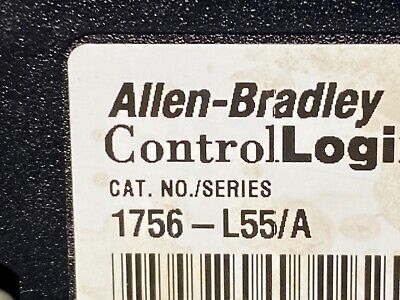 Allen-Bradley
ControlLogi
CAT. NO./SERIES
1756-L55/A